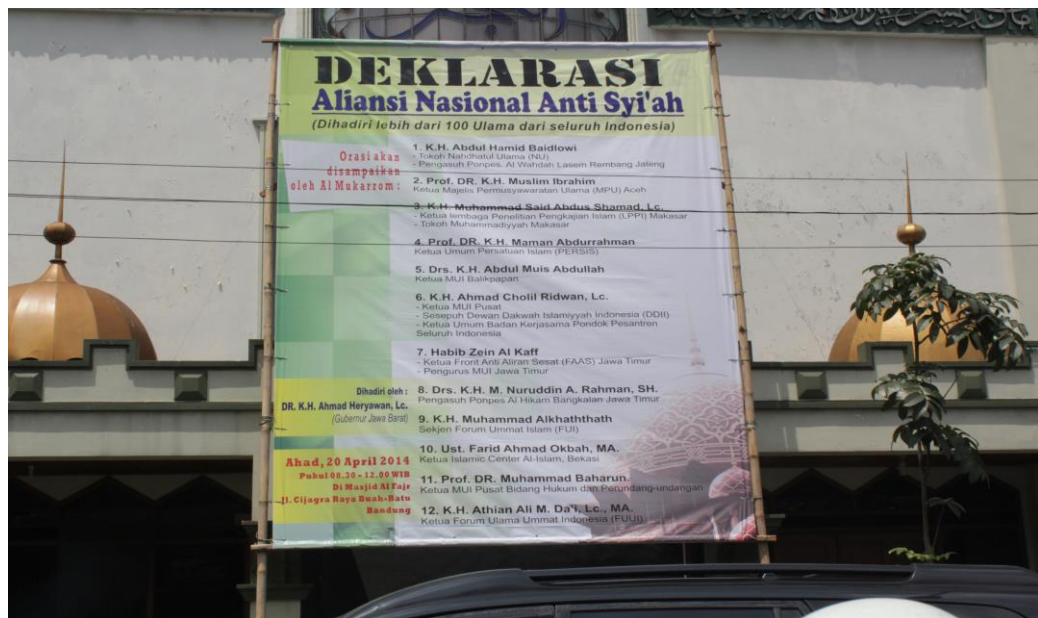 DEKLARASI
Aliansi Nasional Anti Syi'ah
(Dihadiri lebih dari 100 Ulama dari seluruh Indonesia)
Orasi akan
disampaikan
oleh Al Mukarrom :
1. K.H. Abdul Hamid Baidlowi
- Tokoh Nahdhatul Ulama (NU)
- Pengasuh Ponpes. Al Wahdah Lasem Rembang Jateng
2. Prof. DR. K.H. Muslim Ibrahim
Ketua Majelis Permusyawaratan Ulama (MPU) Aceh
3. K.H. Muhammad Said Abdus Shamad, Lc.
- Ketua lembaga Penelitian Pengkajian Islam (LPPI) Makasar
- Tokoh Muhammadiyyah Makasar
4. Prof. DR. K.H. Maman Abdurrahman
Ketua Umum Persatuan Islam (PERSIS)
5. Drs. K.H. Abdul Muis Abdullah
Ketua MUI Balikpapan
6. K.H. Ahmad Cholil Ridwan, Lc.
- Ketua MUI Pusat
- Sesepuh Dewan Dakwah Islamiyyah Indonesia (DDII)
- Ketua Umum Badan Kerjasama Pondok Pesantren
Seluruh Indonesia
7. Habib Zein Al Kaff
- Ketua Front Anti Aliran Sesat (FAAS) Jawa Timur
- Pengurus MUI Jawa Timur
8. Drs. K.H. M. Nuruddin A. Rahman, SH.
Pengasuh Ponpes Al Hikam Bangkalan Jawa Timur
9. K.H. Muhammad Alkhaththath
Sekjen Forum Ummat Islam (FUI)
10. Ust. Farid Ahmad Okbah, MA.
Ketua Islamic Center Al-Islam, Bekasi
11. Prof. DR. Muhammad Baharun.
Ketua MUI Pusat Bidang Hukum dan Perundang-undangan
12. K.H. Athian Ali M. Da'i, Lc., MA.
Ketua Forum Ulama Ummat Indonesia (FUUI)
Dihadiri oleh :
DR. K.H. Ahmad Heryawan, Lc.
(Gubernur Jawa Barat)
Ahad, 20 April 2014
Pukul 08.30 - 12.00 WIB
Di Masjid Al Fajr
Jl. Cijagra Raya Buah-Batu
Bandung